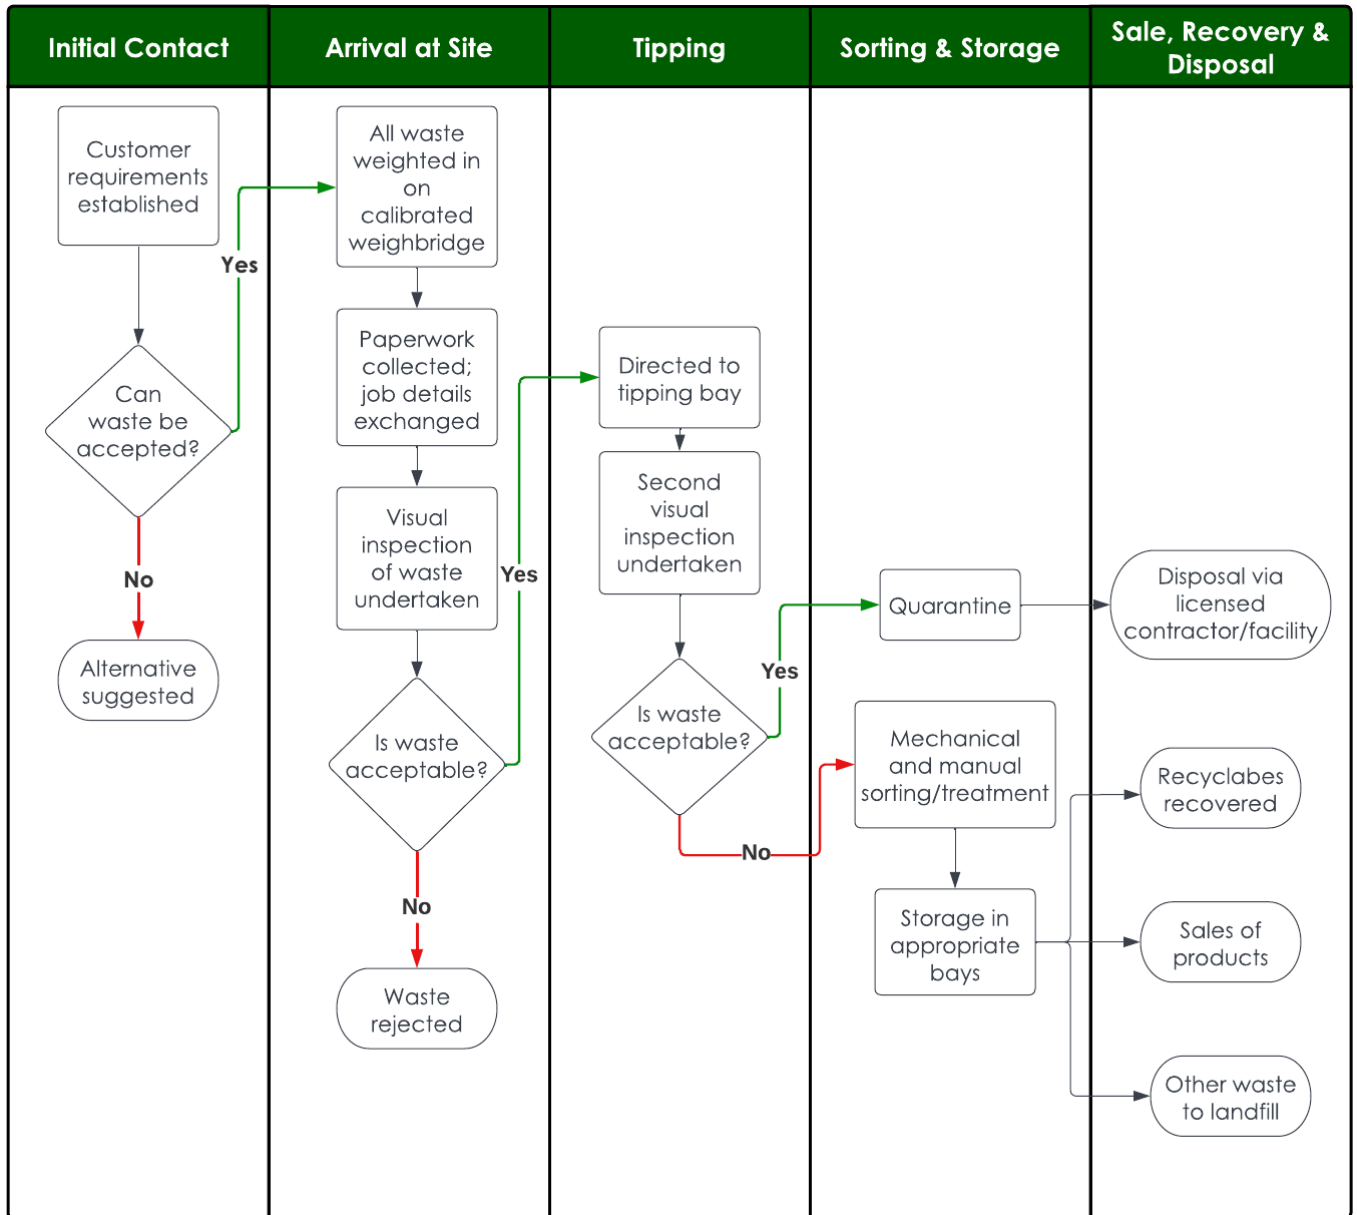 Initial Contact
Arrival at Site
Tipping
Sorting & Storage
Sale, Recovery &
Disposal
Customer
requirements
established
Yes
Can
waste be
accepted?
No
Alternative
suggested
All waste
weighted in
on
calibrated
weighbridge
Paperwork
collected;
job details
exchanged
Visual
inspection
of waste
undertaken
Yes
Is waste
acceptable?
No
Waste
rejected
Directed to
tipping bay
Second
visual
inspection
undertaken
Yes
Is waste
acceptable?
No
Quarantine
Mechanical
and manual
sorting/treatment
Storage in
appropriate
bays
Disposal via
licensed
contractor/facility
Recyclabes
recovered
Sales of
products
Other waste
to landfill